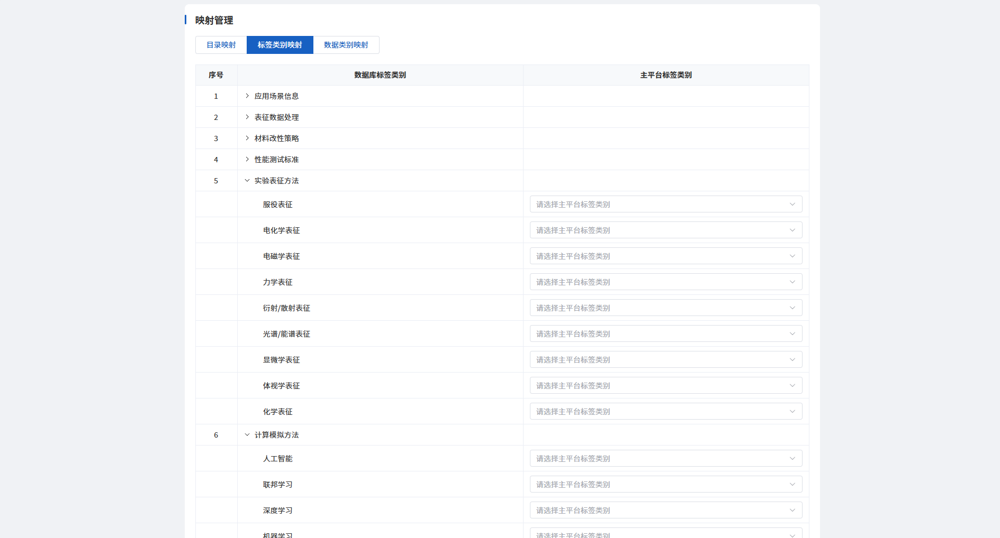 映射管理
目录映射 标签类别映射 数据类别映射
序号 数据库标签类别 主平台标签类别
1 应用场景信息
2 表征数据处理
3 材料改性策略
4 性能测试标准
5 实验表征方法
服役表征 请选择主平台标签类别
电化学表征 请选择主平台标签类别
电磁学表征 请选择主平台标签类别
力学表征 请选择主平台标签类别
衍射/散射表征 请选择主平台标签类别
光谱/能谱表征 请选择主平台标签类别
显微学表征 请选择主平台标签类别
体视学表征 请选择主平台标签类别
化学表征 请选择主平台标签类别
6 计算模拟方法
人工智能 请选择主平台标签类别
联邦学习 请选择主平台标签类别
深度学习 请选择主平台标签类别
机器学习 请选择主平台标签类别